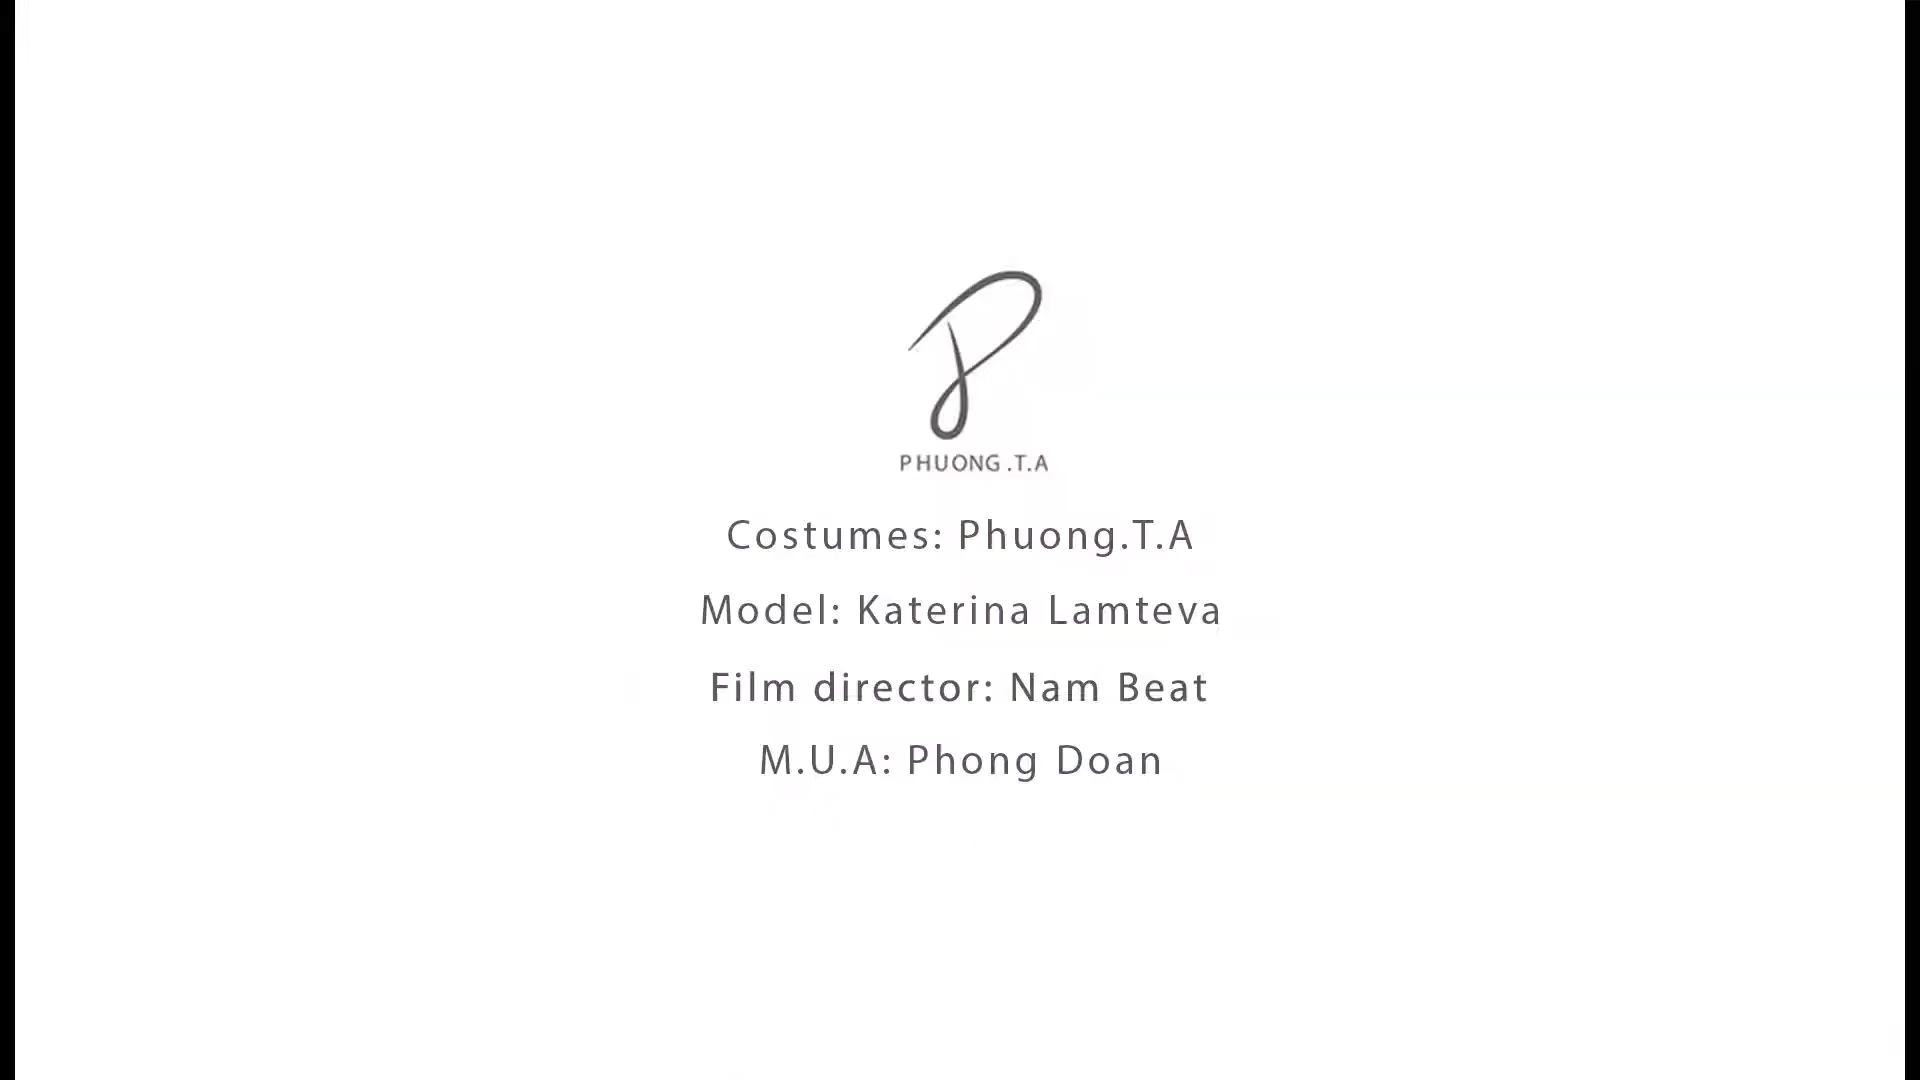 PHUONG.T.A
Costumes: Phuong.T.A
Model: Katerina Lamteva
Film director: Nam Beat
M.U.A: Phong Doan